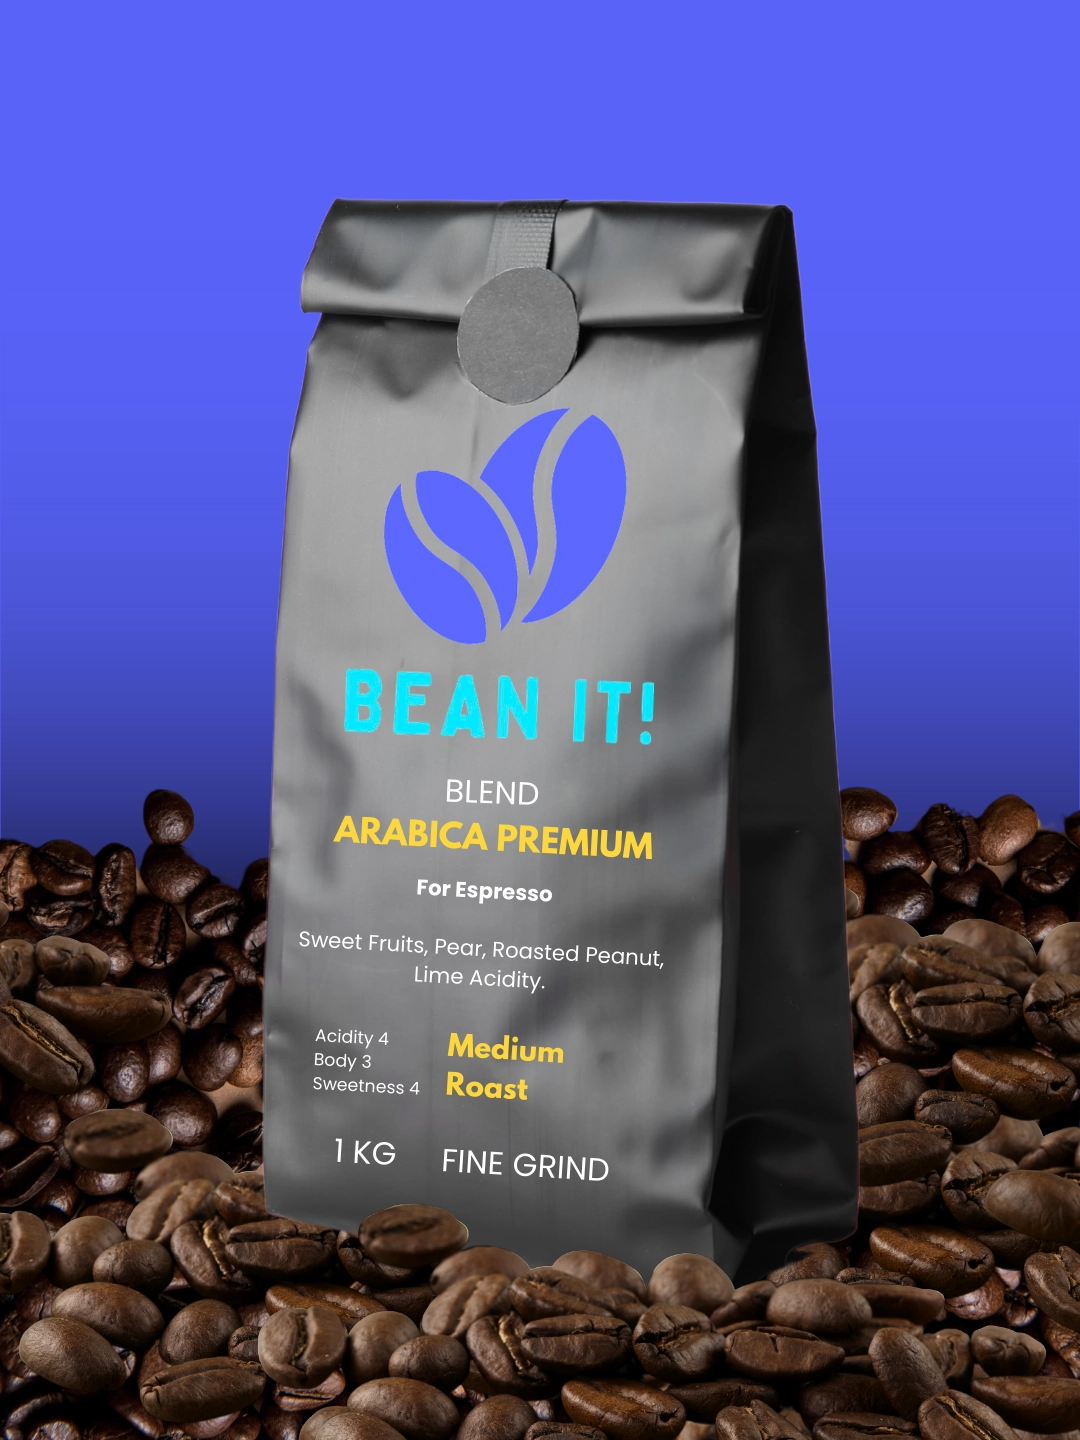 BEAN IT!
BLEND
ARABICA PREMIUM
For Espresso
Sweet Fruits, Pear, Roasted Peanut,
Lime Acidity.
Acidity 4
Body 3
Sweetness 4
Medium
Roast
1 KG
FINE GRIND